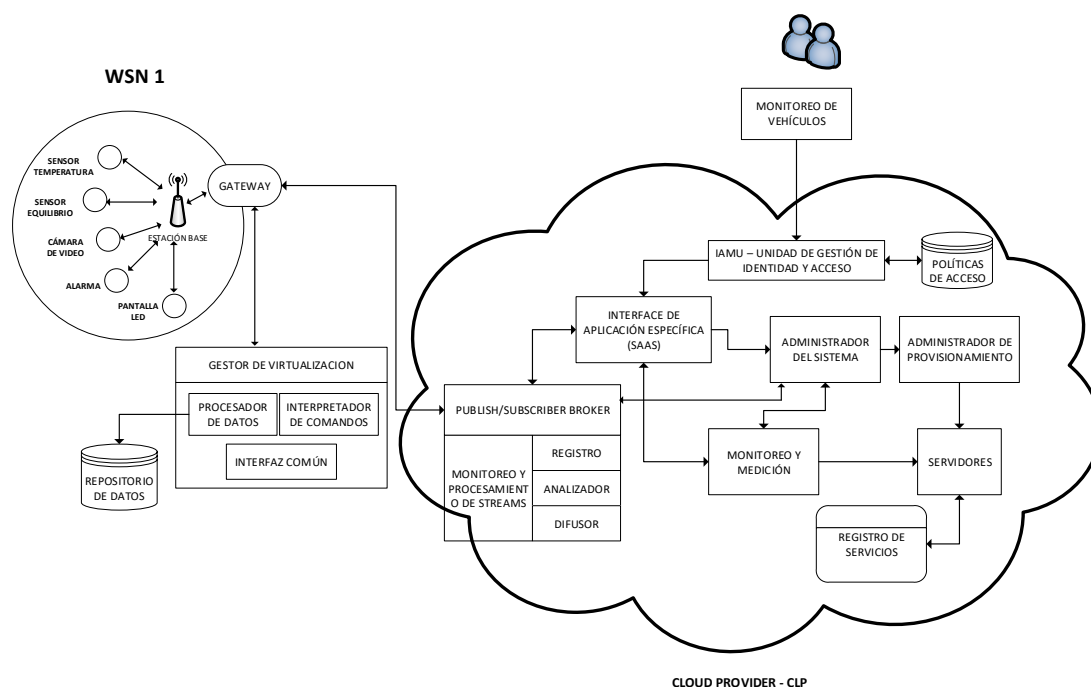 WSN 1
SENSOR
TEMPERATURA
SENSOR
EQUILIBRIO
CÁMARA
DE VIDEO
ALARMA
PANTALLA
LED
ESTACIÓN BASE
GATEWAY
GESTOR DE VIRTUALIZACION
PROCESADOR
DE DATOS
INTERPRETADOR
DE COMANDOS
INTERFAZ COMÚN
REPOSITORIO
DE DATOS
MONITOREO DE
VEHÍCULOS
IAMU – UNIDAD DE GESTIÓN DE
IDENTIDAD Y ACCESO
POLÍTICAS
DE ACCESO
INTERFACE DE
APLICACIÓN ESPECÍFICA
(SAAS)
ADMINISTRADOR
DEL SISTEMA
ADMINISTRADOR DE
PROVISIONAMIENTO
PUBLISH/SUBSCRIBER BROKER
MONITOREO Y
PROCESAMIENT
O DE STREAMS
REGISTRO
ANALIZADOR
DIFUSOR
MONITOREO Y
MEDICIÓN
SERVIDORES
REGISTRO DE
SERVICIOS
CLOUD PROVIDER - CLP